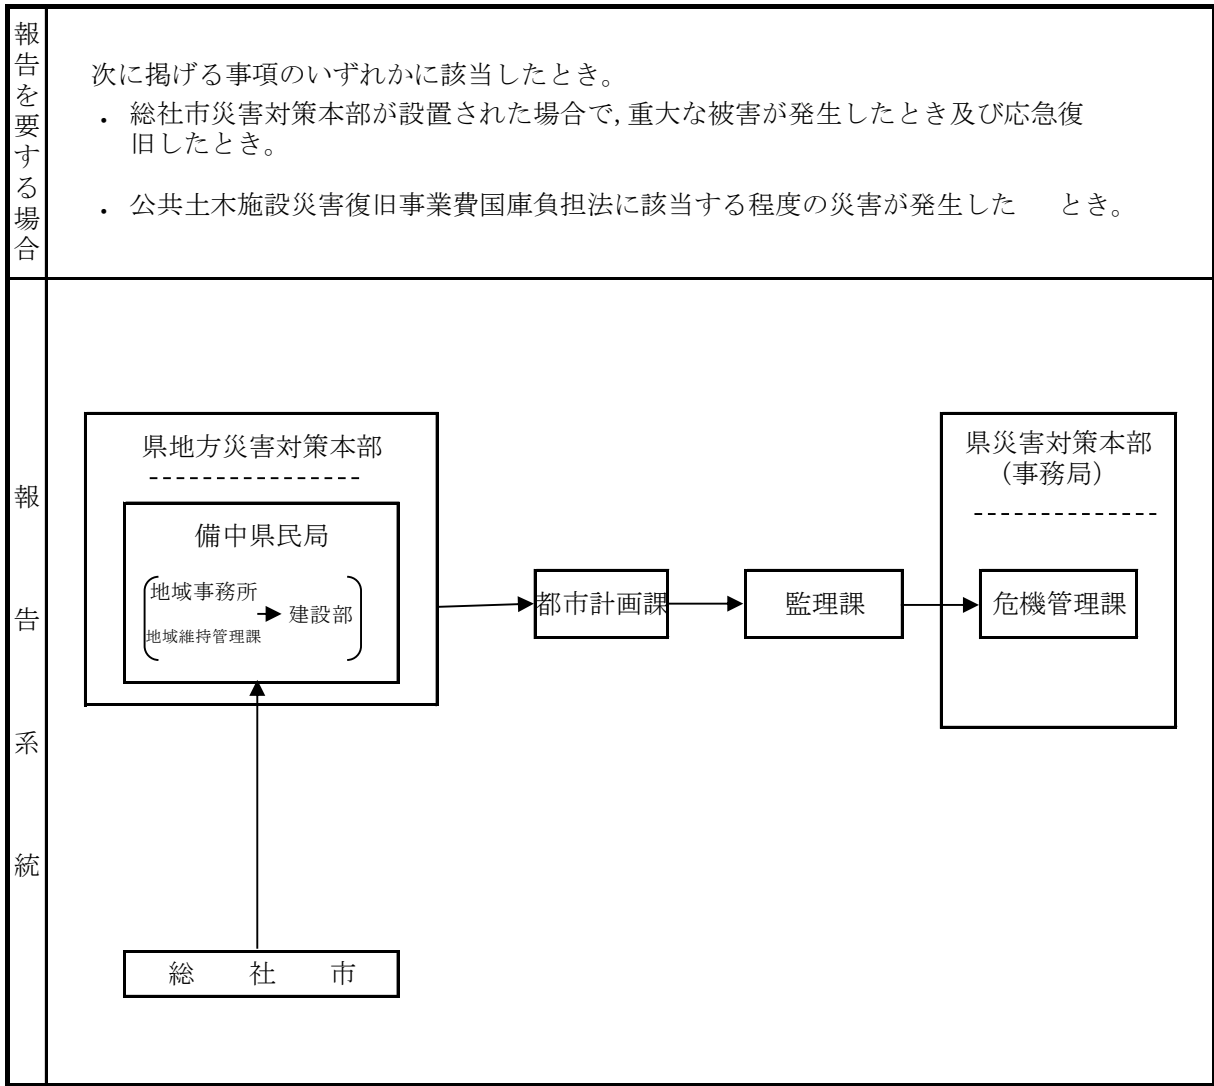 報告を要する場合
次に掲げる事項のいずれかに該当したとき。
． 総社市災害対策本部が設置された場合で，重大な被害が発生したとき及び応急復
旧したとき。
． 公共土木施設災害復旧事業費国庫負担法に該当する程度の災害が発生した　とき。
報告系統
県地方災害対策本部
備中県民局
地域事務所
建設部
地域維持管理課
都市計画課
監理課
県災害対策本部
（事務局）
危機管理課
総　社　市